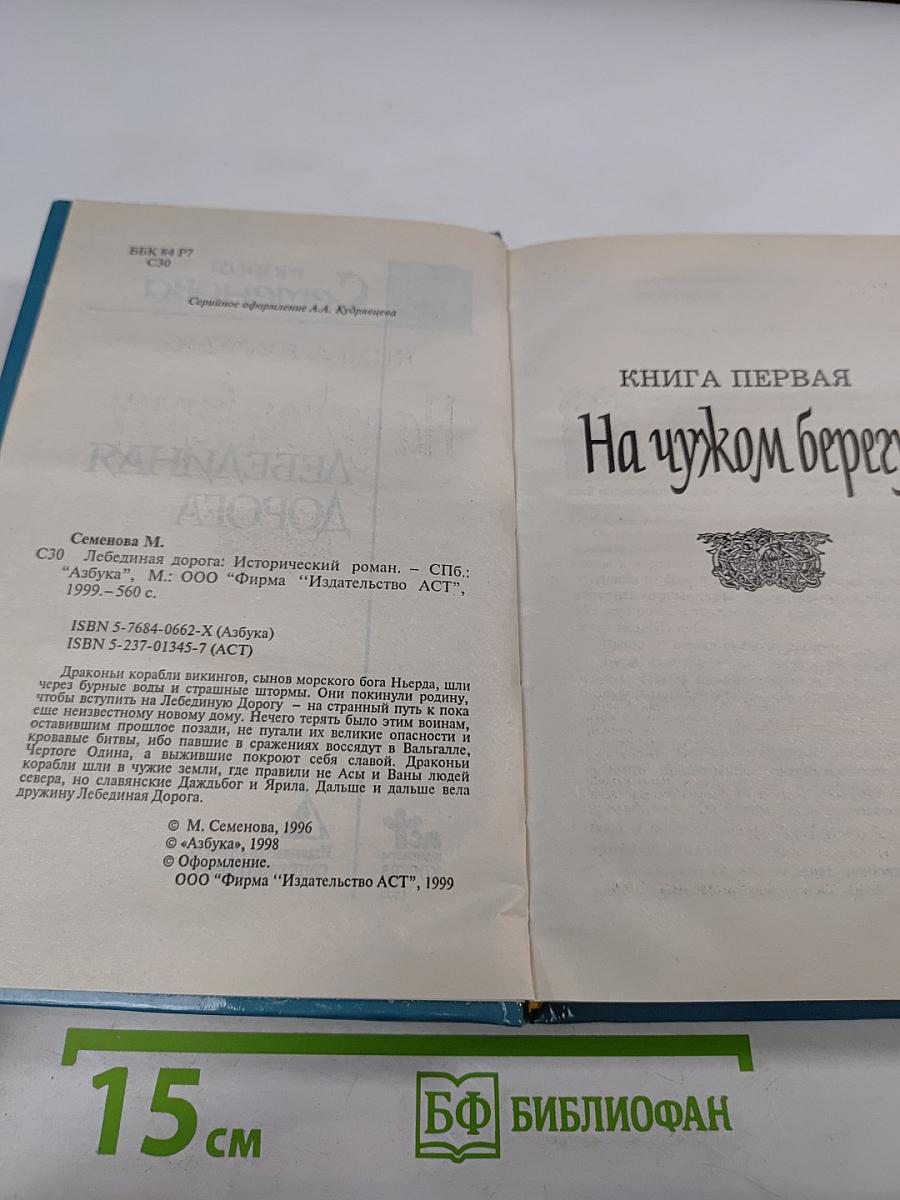 ББК 84 Р7
С30
Серийное оформление А.А. Кудрявцева
Семенова М.
С30 Лебединая дорога: Исторический роман. – СПб.:
“Азбука”, М.: ООО “Фирма ‘‘Издательство АСТ”,
1999.–560 с.
ISBN 5-7684-0662-X (Азбука)
ISBN 5-237-01345-7 (АСТ)
Драконьи корабли викингов, сынов морского бога Ньерда, шли
через бурные воды и страшные штормы. Они покинули родину,
чтобы вступить на Лебединую Дорогу – на странный путь к пока
еще неизвестному новому дому. Нечего терять было этим воинам,
оставившим прошлое позади, не пугали их великие опасности и
кровавые битвы, ибо павшие в сражениях воссядут в Вальгалле,
Чертоге Одина, а выжившие покроют себя славой. Драконьи
корабли шли в чужие земли, где правили не Асы и Ваны людей
севера, но славянские Даждьбог и Ярила. Дальше и дальше вела
дружину Лебединая Дорога.
© М. Семенова, 1996
© «Азбука», 1998
© Оформление.
ООО “Фирма ‘‘Издательство АСТ”, 1999
КНИГА ПЕРВАЯ
На чужом берегу
15 см
БФ БИБЛИОФАН